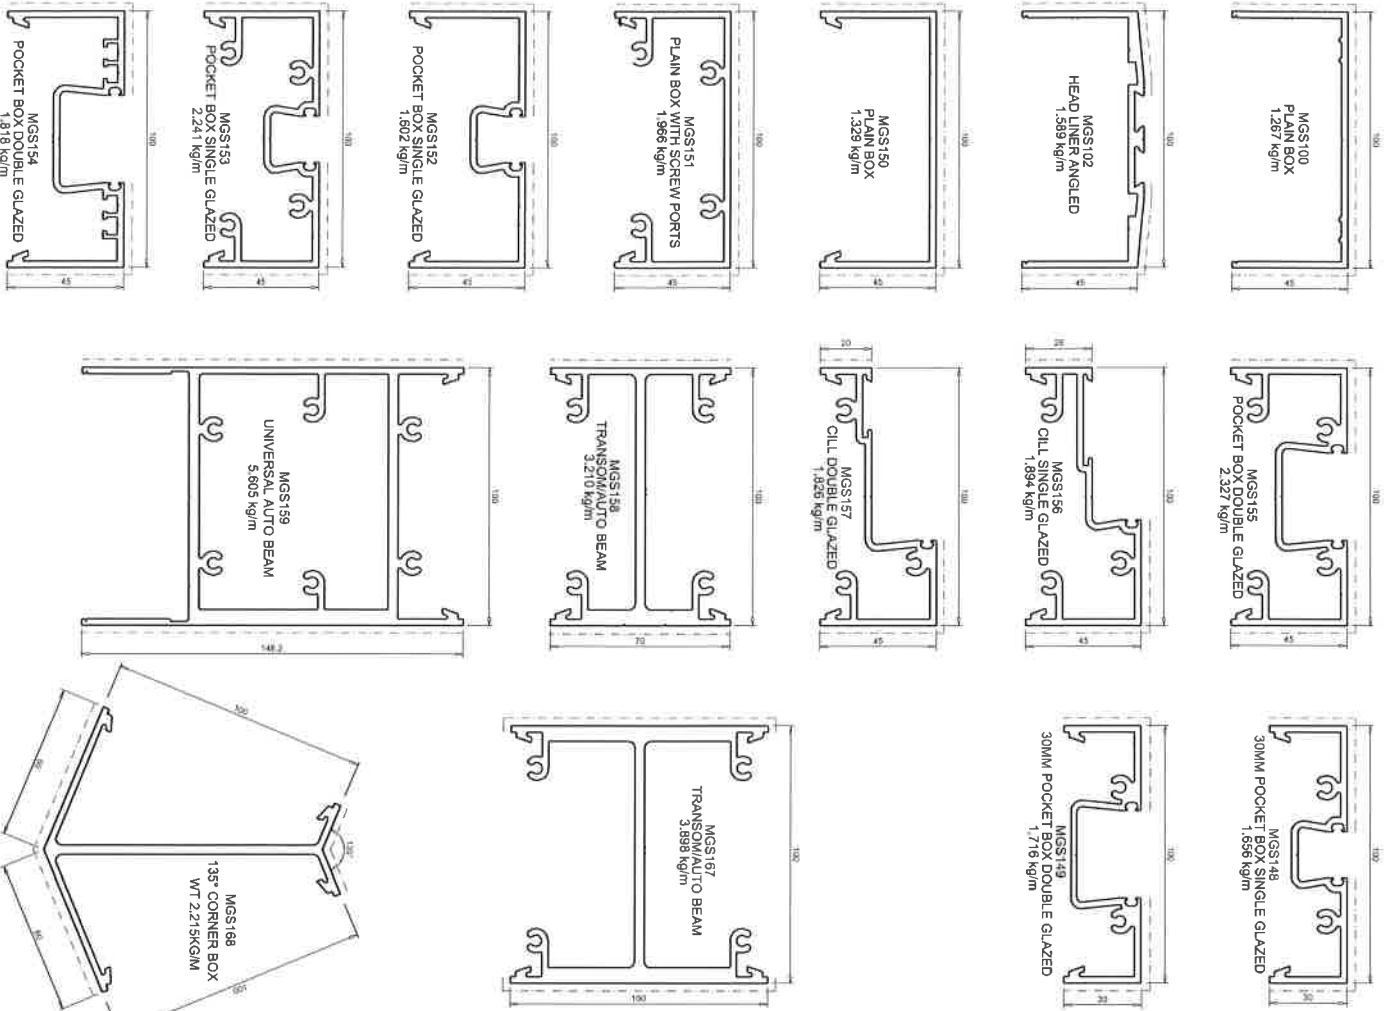 100
MGS100
PLAIN BOX
1.267 kg/m
45
100
MGS155
POCKET BOX DOUBLE GLAZED
2.327 kg/m
45
100
MGS148
30MM POCKET BOX SINGLE GLAZED
1.656 kg/m
30
100
MGS102
HEAD LINER ANGLED
1.589 kg/m
45
100
MGS156
CILL SINGLE GLAZED
1.894 kg/m
45
100
MGS149
30MM POCKET BOX DOUBLE GLAZED
1.716 kg/m
30
100
MGS150
PLAIN BOX
1.329 kg/m
45
100
20
MGS157
CILL DOUBLE GLAZED
1.826 kg/m
45
100
MGS151
PLAIN BOX WITH SCREW PORTS
1.966 kg/m
45
100
MGS158
TRANSOM/AUTO BEAM
3.210 kg/m
70
100
MGS167
TRANSOM/AUTO BEAM
3.898 kg/m
100
100
MGS152
POCKET BOX SINGLE GLAZED
1.602 kg/m
45
100
MGS159
UNIVERSAL AUTO BEAM
5.605 kg/m
148.2
100
MGS153
POCKET BOX SINGLE GLAZED
2.241 kg/m
45
135°
100
100
MGS168
135° CORNER BOX
WT 2.215KG/M
100
MGS154
POCKET BOX DOUBLE GLAZED
1.818 kg/m
45